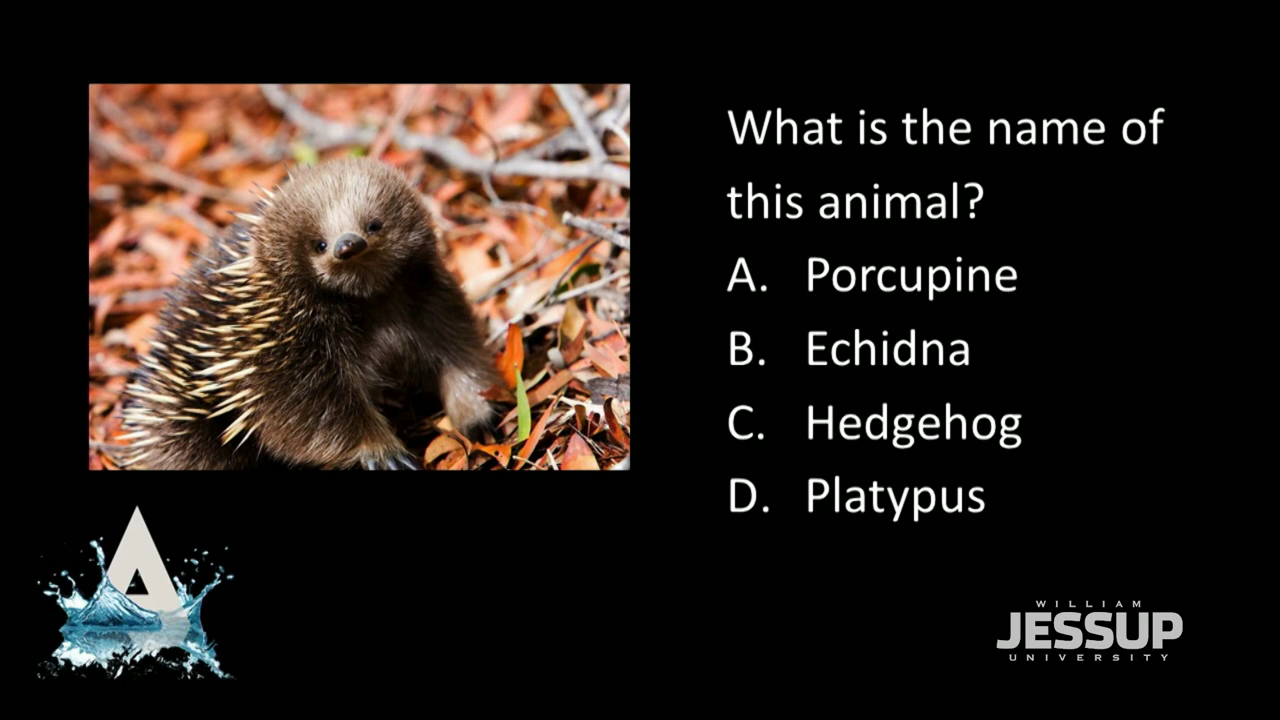 What is the name of
this animal?
A. Porcupine
B. Echidna
C. Hedgehog
D. Platypus
A
WILLIAM
JESSUP
UNIVERSITY